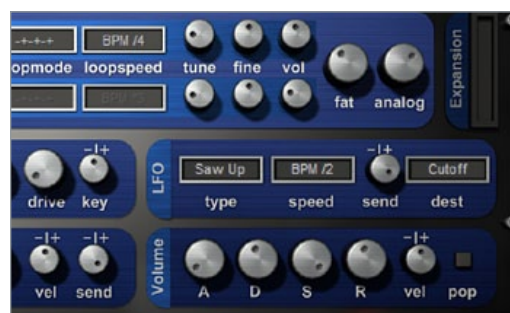 -+-+-+ BPM /4
opmode loopspeed tune fine vol
-+-+-+
fat analog
Expansion
drive key
-I+
LFO
Saw Up BPM /2 -I+ Cutoff
type speed send dest
-I+ -I+
vel send
Volume
-I+
A D S R vel pop